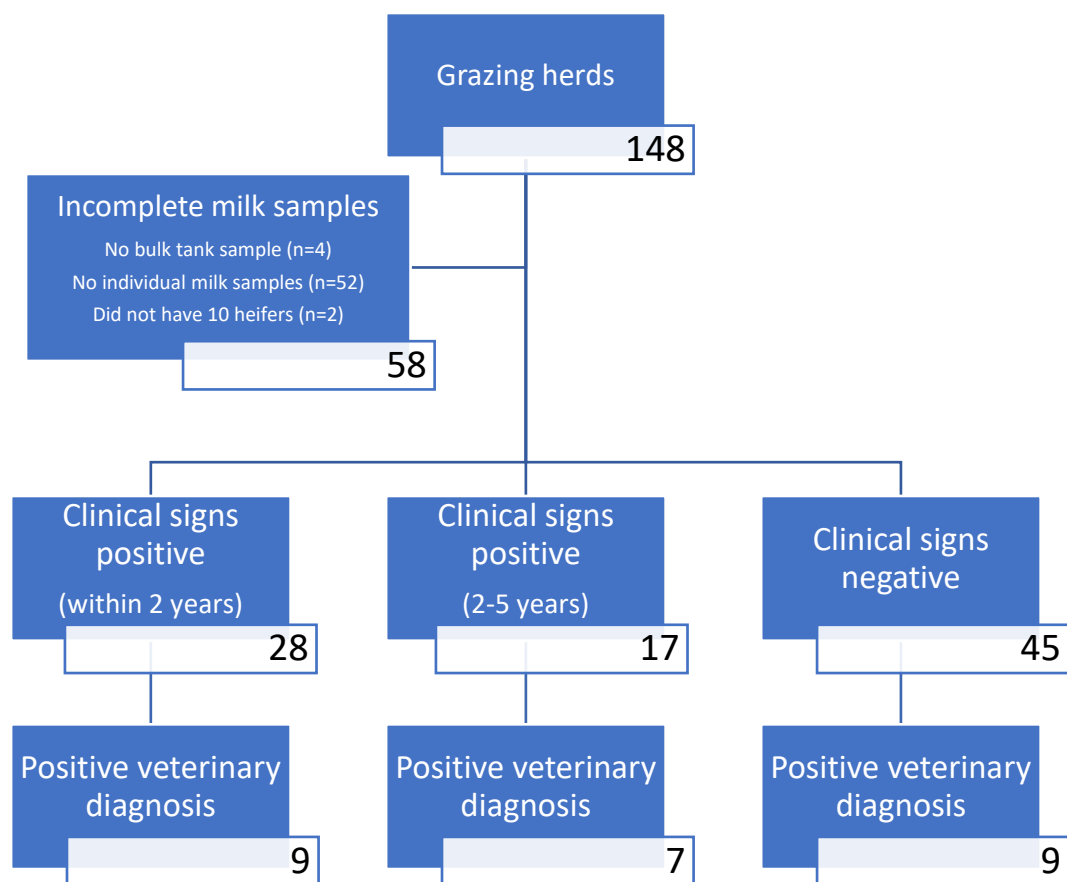 Grazing herds
148
Incomplete milk samples
No bulk tank sample (n=4)
No individual milk samples (n=52)
Did not have 10 heifers (n=2)
58
Clinical signs
positive
(within 2 years)
28
Clinical signs
positive
(2-5 years)
17
Clinical signs
negative
45
Positive veterinary
diagnosis
9
Positive veterinary
diagnosis
7
Positive veterinary
diagnosis
9